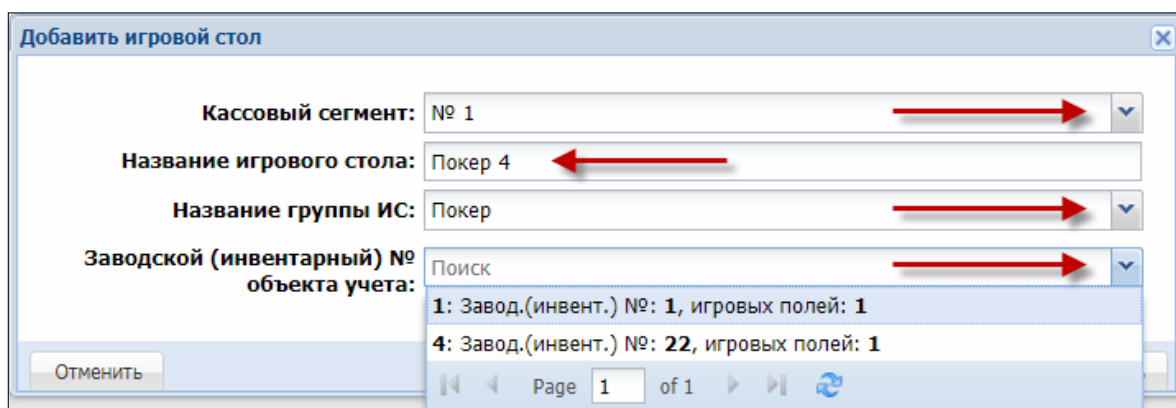 Добавить игровой стол
Кассовый сегмент: № 1
Название игрового стола: Покер 4
Название группы ИС: Покер
Заводской (инвентарный) №
объекта учета: Поиск
1: Завод.(инвент.) №: 1, игровых полей: 1
4: Завод.(инвент.) №: 22, игровых полей: 1
Отменить
Page 1 of 1